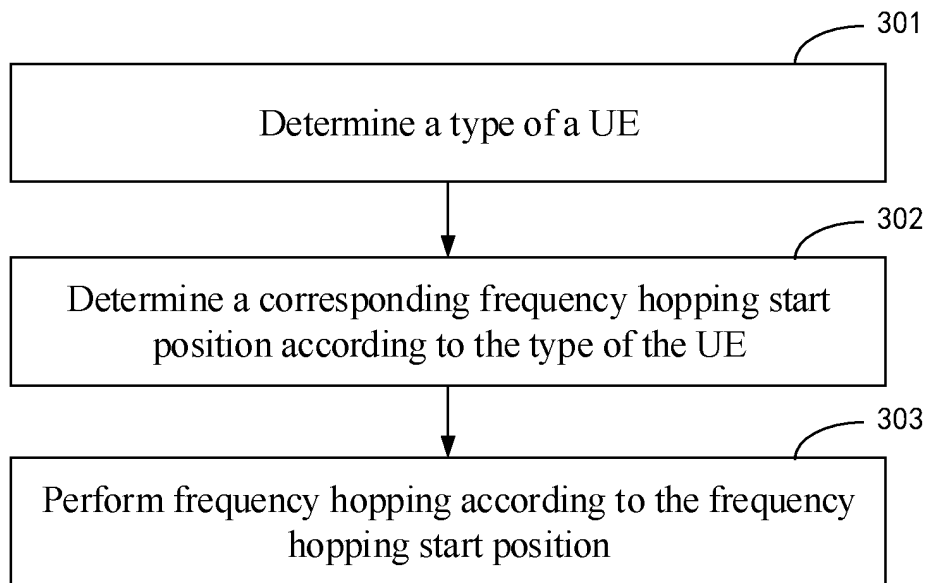 301
Determine a type of a UE
302
Determine a corresponding frequency hopping start
position according to the type of the UE
303
Perform frequency hopping according to the frequency
hopping start position